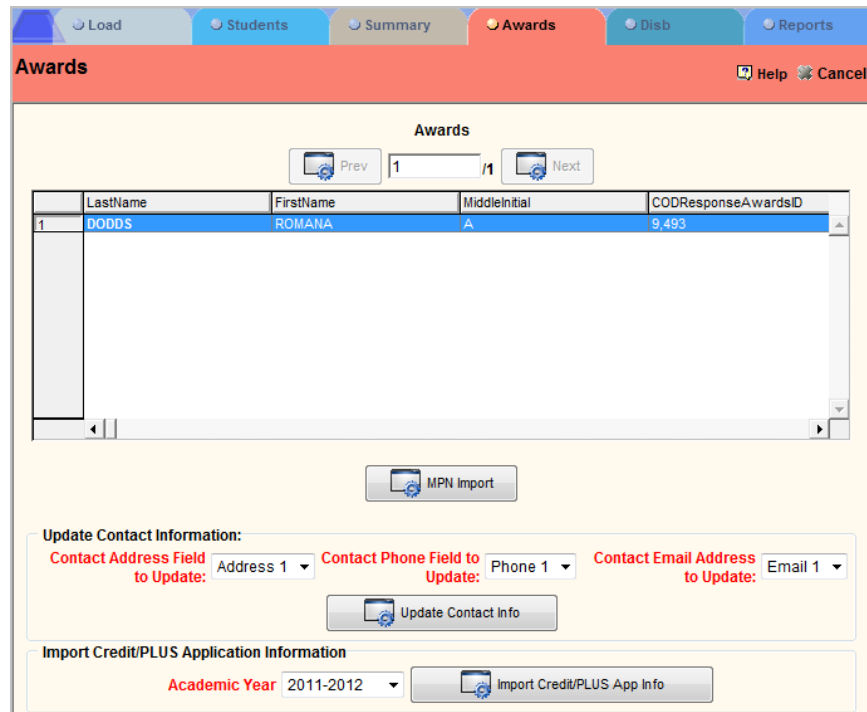 Load Students Summary Awards Disb Reports
Awards
Help Cancel
Awards
Prev 1 /1 Next
LastName FirstName MiddleInitial CODResponseAwardsID
1 DODDS ROMANA A 9,493
MPN Import
Update Contact Information:
Contact Address Field to Update: Address 1 Contact Phone Field to Update: Phone 1 Contact Email Address to Update: Email 1
Update Contact Info
Import Credit/PLUS Application Information
Academic Year 2011-2012 Import Credit/PLUS App Info